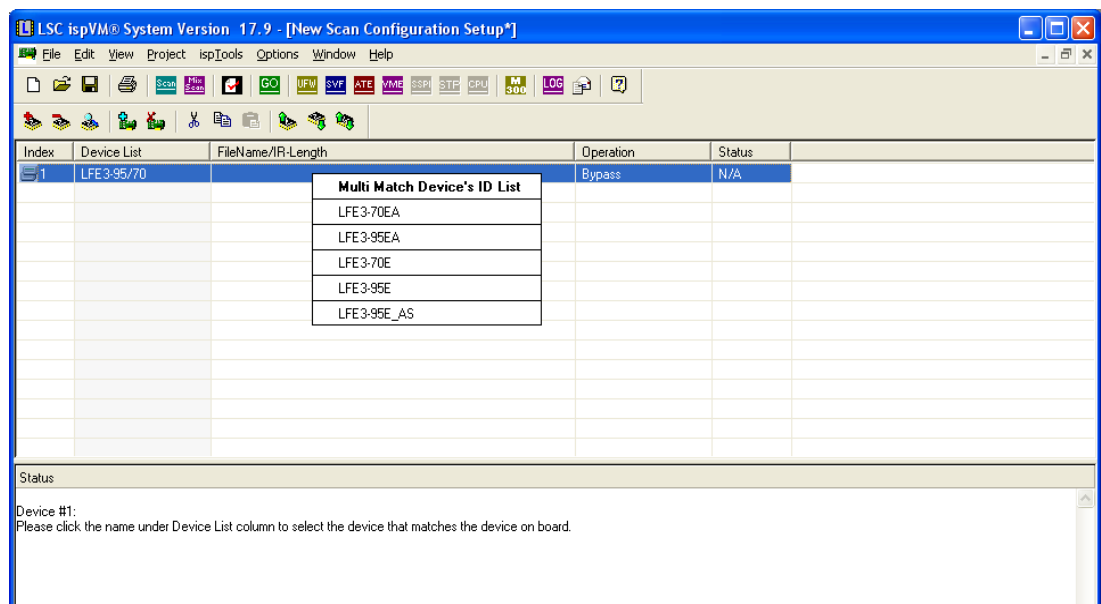 LSC ispVM® System Version 17.9 - [New Scan Configuration Setup*]
File Edit View Project ispTools Options Window Help
Scan Mix Scan GO UFW SVF ATE VME SSPI STP CPU M 300 LOG
Index Device List FileName/IR-Length Operation Status
1 LFE3-95/70 Bypass N/A
Multi Match Device's ID List
LFE3-70EA
LFE3-95EA
LFE3-70E
LFE3-95E
LFE3-95E_AS
Status
Device #1:
Please click the name under Device List column to select the device that matches the device on board.